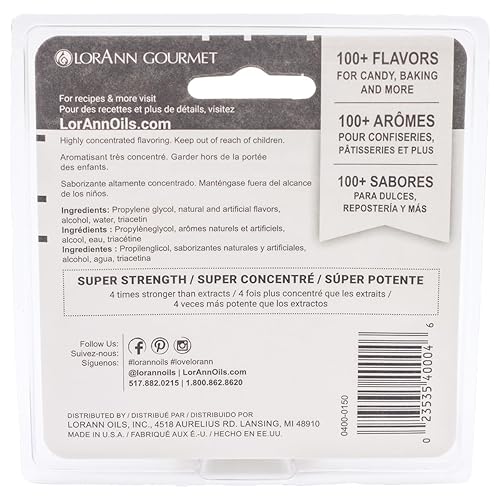 LORANN GOURMET
100+ FLAVORS
FOR CANDY, BAKING
AND MORE
100+ ARÔMES
POUR CONFISERIES,
PÂTISSERIES ET PLUS
100+ SABORES
PARA DULCES,
REPOSTERÍA Y MÁS
For recipes & more visit
Pour des recettes et plus de détails, visitez
LorAnnOils.com
Highly concentrated flavoring. Keep out of reach of children.
Aromatisant très concentré. Garder hors de la portée
des enfants.
Saborizante altamente concentrado. Manténgase fuera del alcance
de los niños.
Ingredients: Propylene glycol, natural and artificial flavors,
alcohol, water, triacetin
Ingrédients : Propylèneglycol, arômes naturels et artificiels,
alcool, eau, triacétine
Ingredientes : Propilenglicol, saborizantes naturales y artificiales,
alcohol, agua, triacetina
SUPER STRENGTH / SUPER CONCENTRÉ / SÚPER POTENTE
4 times stronger than extracts / 4 fois plus concentré que les extraits /
4 veces más potente que los extractos
Follow Us:
Suivez-nous:
Síguenos:
#lorannoils #lovelorann
@lorannoils | LorAnnOils.com
517.882.0215 | 1.800.862.8620
DISTRIBUTED BY / DISTRIBUÉ PAR / DISTRIBUIDO POR
LORANN OILS, INC., 4518 AURELIUS RD. LANSING, MI 48910
MADE IN U.S.A. / FABRIQUÉ AUX É.-U. / HECHO EN EE.UU.
0400-0150
0 23535 40004 6